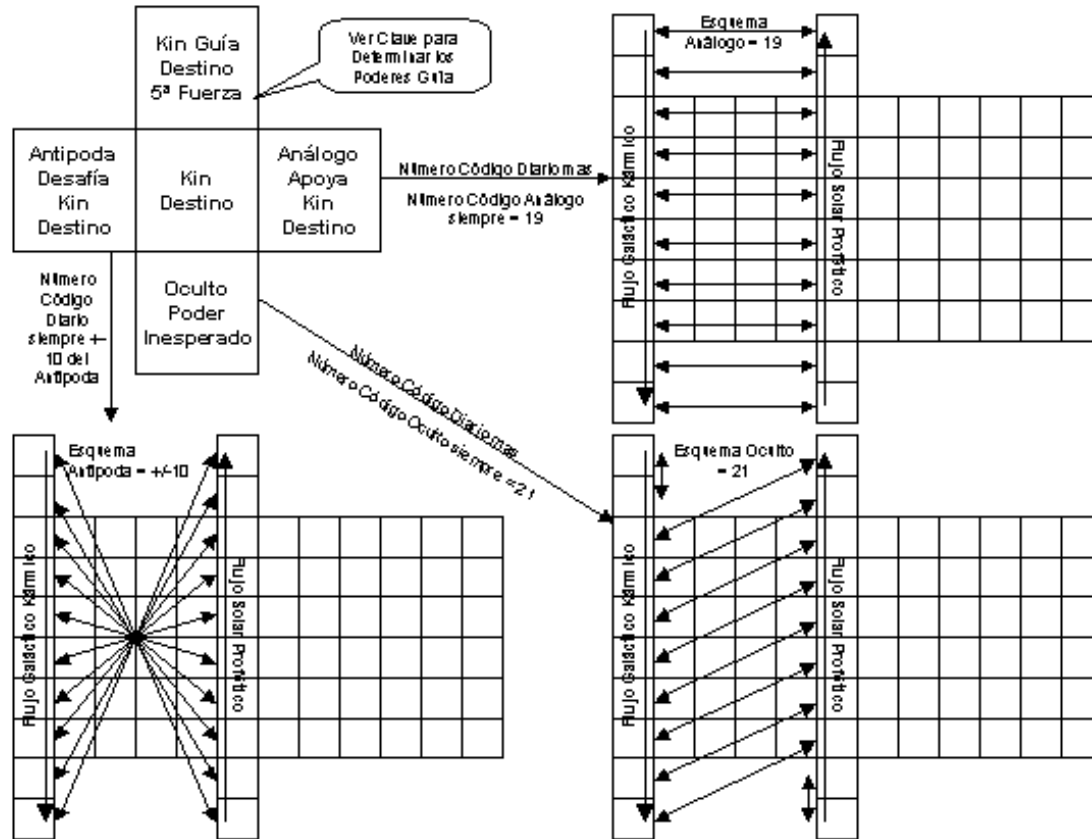 Kin Guía
Destino
5ª Fuerza
Ver Clave para
Determinar los
Poderes Guía
Antipoda
Desafía
Kin
Destino
Kin
Destino
Análogo
Apoya
Kin
Destino
Oculto
Poder
Inesperado
Número Código Diario mas
Número Código Análogo
siempre = 19
Esquema
Análogo = 19
Flujo Galáctico Kármico
Flujo Solar Profético
Número
Código
Diario
siempre +-
10 del
Antípoda
Número Código Diario mas
Número Código Oculto siempre = 21
Esquema
Antípoda = +/-10
Flujo Galáctico Kármico
Flujo Solar Profético
Esquema Oculto
= 21
Flujo Galáctico Kármico
Flujo Solar Profético